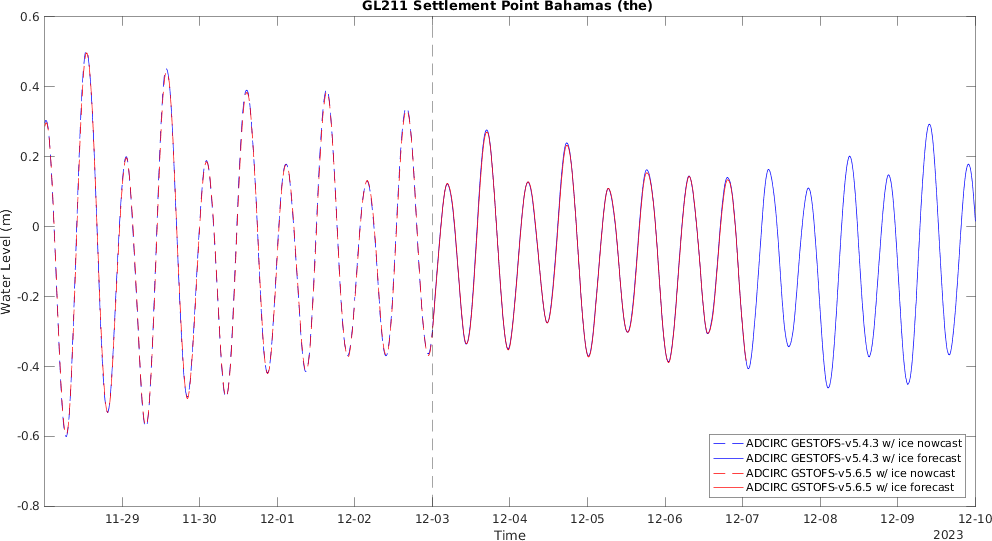 GL211 Settlement Point Bahamas (the)
0.6
0.4
0.2
0
-0.2
-0.4
-0.6
-0.8
Water Level (m)
11-29 11-30 12-01 12-02 12-03 12-04 12-05 12-06 12-07 12-08 12-09 12-10
Time
2023
ADCIRC GESTOFS-v5.4.3 w/ ice nowcast
ADCIRC GESTOFS-v5.4.3 w/ ice forecast
ADCIRC GSTOFS-v5.6.5 w/ ice nowcast
ADCIRC GSTOFS-v5.6.5 w/ ice forecast